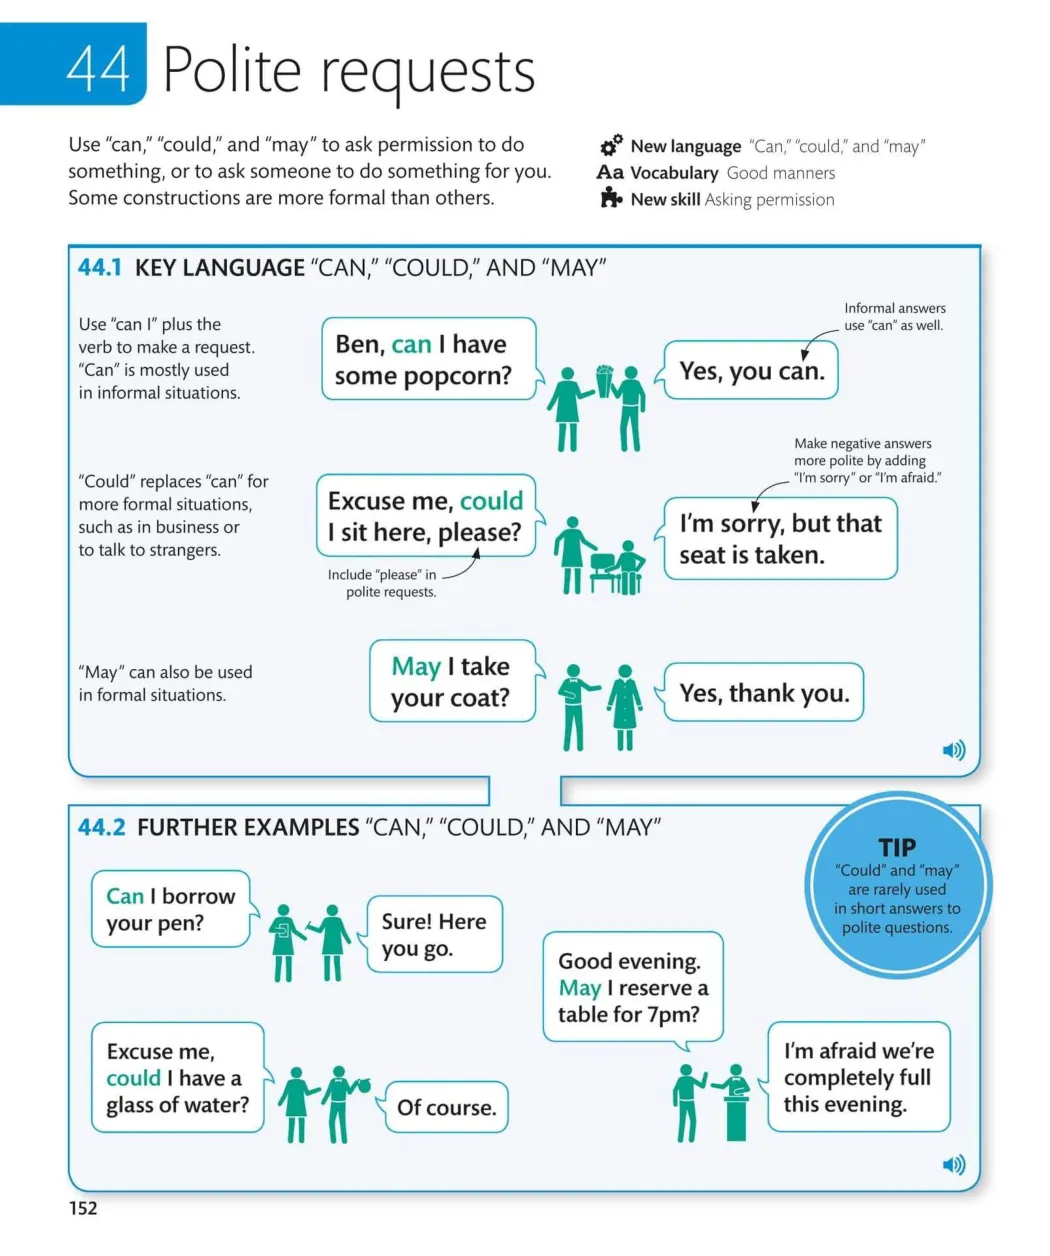 44 Polite requests
Use “can,” “could,” and “may” to ask permission to do
something, or to ask someone to do something for you.
Some constructions are more formal than others.
New language “Can,” “could,” and “may”
Aa Vocabulary Good manners
New skill Asking permission
44.1 KEY LANGUAGE “CAN,” “COULD,” AND “MAY”
Use “can I” plus the
verb to make a request.
“Can” is mostly used
in informal situations.
Ben, can I have
some popcorn?
Informal answers
use “can” as well.
Yes, you can.
“Could” replaces “can” for
more formal situations,
such as in business or
to talk to strangers.
Excuse me, could
I sit here, please?
Include “please” in
polite requests.
Make negative answers
more polite by adding
“I’m sorry” or “I’m afraid.”
I’m sorry, but that
seat is taken.
“May” can also be used
in formal situations.
May I take
your coat?
Yes, thank you.
44.2 FURTHER EXAMPLES “CAN,” “COULD,” AND “MAY”
TIP
“Could” and “may”
are rarely used
in short answers to
polite questions.
Can I borrow
your pen?
Sure! Here
you go.
Good evening.
May I reserve a
table for 7pm?
I’m afraid we’re
completely full
this evening.
Excuse me,
could I have a
glass of water?
Of course.
152